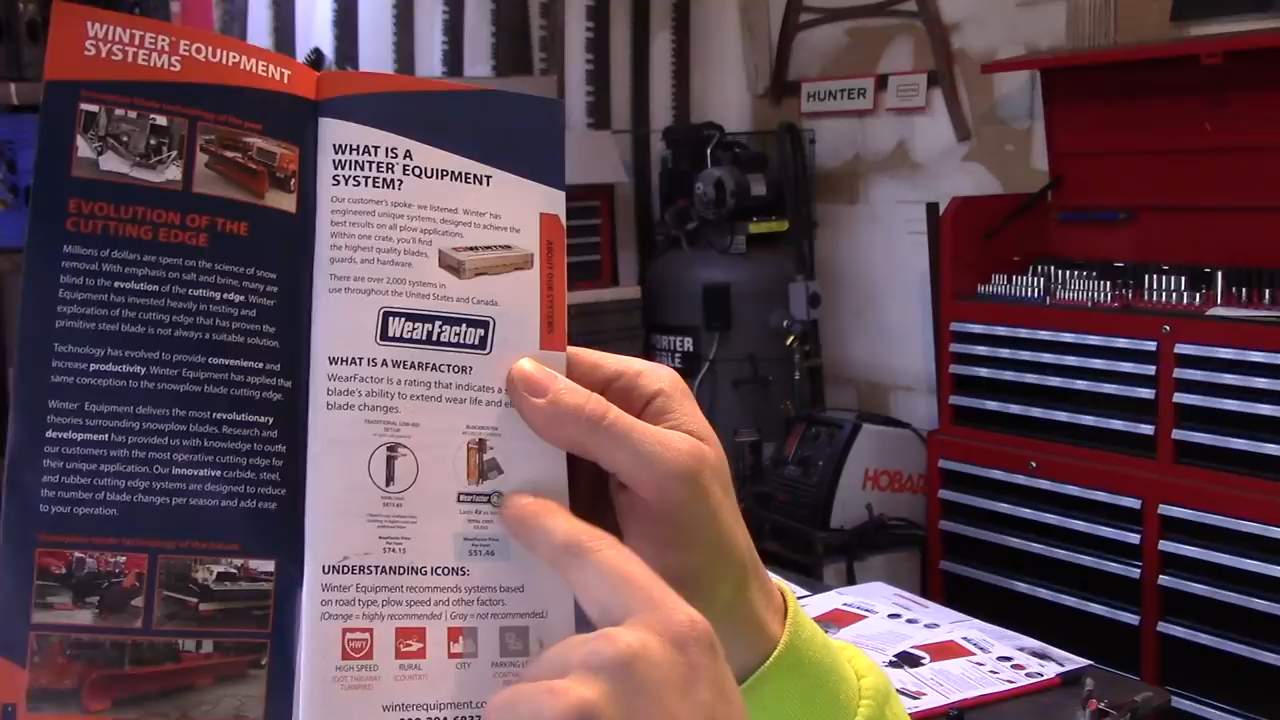 WINTER® EQUIPMENT
SYSTEMS
EVOLUTION OF THE
CUTTING EDGE
Millions of dollars are spent on the science of snow
removal. With emphasis on salt and brine, many are
blind to the evolution of the cutting edge. Winter®
Equipment has invested heavily in testing and
exploration of the cutting edge that has proven the
primitive steel blade is not always a suitable solution.
Technology has evolved to provide convenience and
increase productivity. Winter® Equipment has applied that
same conception to the snowplow blade cutting edge.
Winter® Equipment delivers the most revolutionary
theories surrounding snowplow blades. Research and
development has provided us with knowledge to outfit
our customers with the most operative cutting edge for
their unique application. Our innovative carbide, steel,
and rubber cutting edge systems are designed to reduce
the number of blade changes per season and add ease
to your operation.
WHAT IS A
WINTER® EQUIPMENT
SYSTEM?
Our customer's spoke- we listened. Winter® has
engineered unique systems, designed to achieve the
best results on all plow applications.
Within one crate, you'll find
the highest quality blades,
guards, and hardware.
WINTER
There are over 2,000 systems in
use throughout the United States and Canada.
ABOUT OUR SYSTEMS
WearFactor
WHAT IS A WEARFACTOR?
WearFactor is a rating that indicates a
blade's ability to extend wear life and
blade changes.
BLOCKBUSTER
WearFactor
TOTAL COST:
$74.15
$51.46
UNDERSTANDING ICONS:
Winter® Equipment recommends systems based
on road type, plow speed and other factors.
(Orange = highly recommended | Gray = not recommended.)
HWY
HIGH SPEED
RURAL
CITY
PARKING
(COUNTRY)
winterequipment.co
HUNTER
PORTER
HOBAR